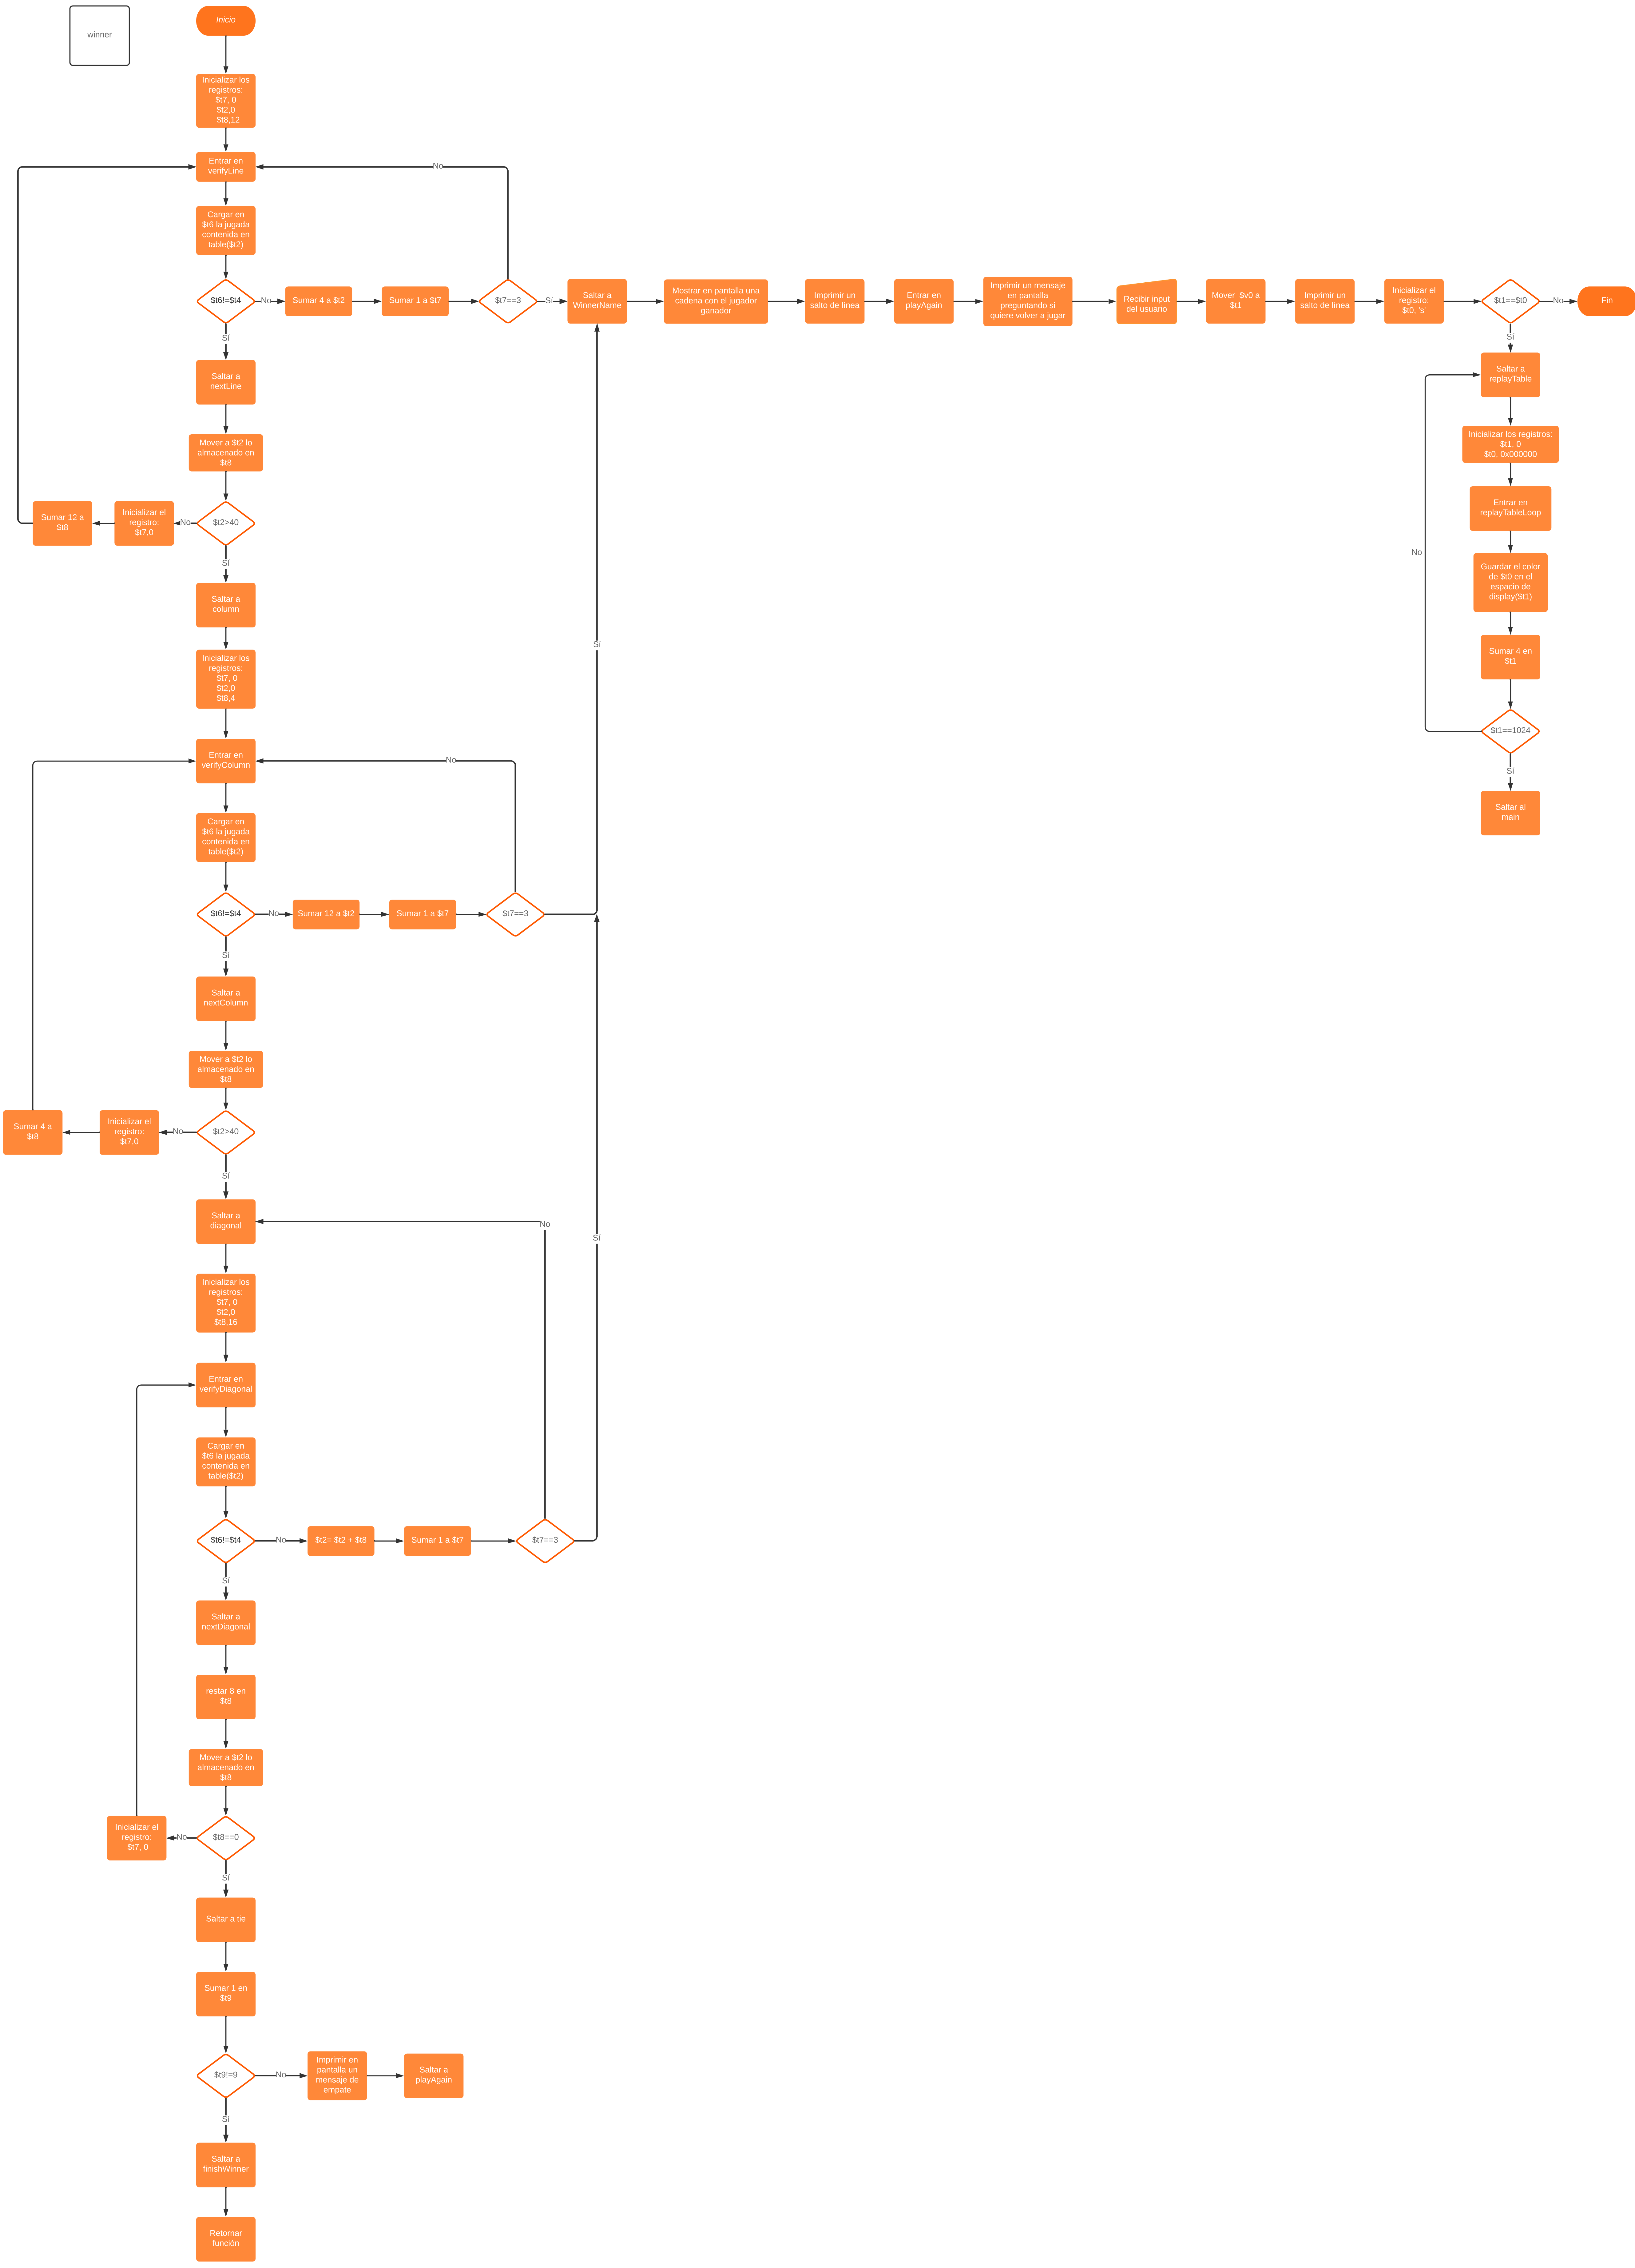 winner
Inicio
Inicializar los
registros:
$t7, 0
$t2,0
$t8,12
Entrar en
verifyLine
No
Cargar en
$t6 la jugada
contenida en
table($t2)
$t6!=$t4
No
Sumar 4 a $t2
Sumar 1 a $t7
$t7==3
Sí
Saltar a
WinnerName
Mostrar en pantalla una
cadena con el jugador
ganador
Imprimir un
salto de línea
Entrar en
playAgain
Imprimir un mensaje
en pantalla
preguntando si
quiere volver a jugar
Recibir input
del usuario
Mover $v0 a
$t1
Imprimir un
salto de línea
Inicializar el
registro:
$t0, 's'
$t1==$t0
No
Fin
Sí
Saltar a
replayTable
Inicializar los registros:
$t1, 0
$t0, 0x000000
Entrar en
replayTableLoop
No
Guardar el color
de $t0 en el
espacio de
display($t1)
Sumar 4 en
$t1
$t1==1024
Sí
Saltar al
main
Sí
Saltar a
nextLine
Mover a $t2 lo
almacenado en
$t8
$t2>40
No
Inicializar el
registro:
$t7,0
Sumar 12 a
$t8
Sí
Saltar a
column
Inicializar los
registros:
$t7, 0
$t2,0
$t8.4
Sí
Entrar en
verifyColumn
No
Cargar en
$t6 la jugada
contenida en
table($t2)
$t6!=$t4
No
Sumar 12 a $t2
Sumar 1 a $t7
$t7==3
Sí
Saltar a
nextColumn
Mover a $t2 lo
almacenado en
$t8
$t2>40
No
Inicializar el
registro:
$t7,0
Sumar 4 a
$t8
Sí
Saltar a
diagonal
No
Sí
Inicializar los
registros:
$t7, 0
$t2,0
$t8,16
Entrar en
verifyDiagonal
Cargar en
$t6 la jugada
contenida en
table($t2)
$t6!=$t4
No
$t2= $t2 + $t8
Sumar 1 a $t7
$t7==3
Sí
Saltar a
nextDiagonal
restar 8 en
$t8
Mover a $t2 lo
almacenado en
$t8
$t8==0
No
Inicializar el
registro:
$t7, 0
Sí
Saltar a tie
Sumar 1 en
$t9
$t9!=9
No
Imprimir en
pantalla un
mensaje de
empate
Saltar a
playAgain
Sí
Saltar a
finishWinner
Retornar
función